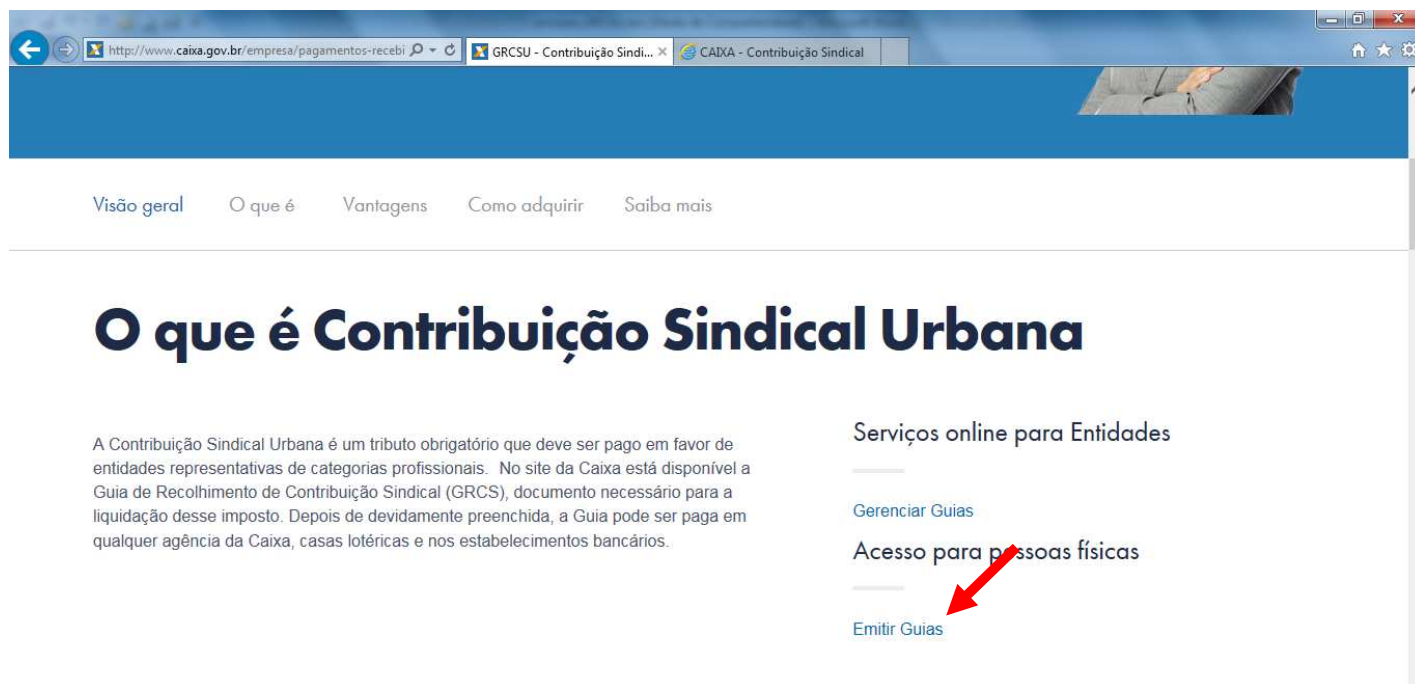 http://www.caixa.gov.br/empresa/pagamentos-recebi
GRCSU - Contribuição Sindi...
CAIXA - Contribuição Sindical
Visão geral O que é Vantagens Como adquirir Saiba mais
O que é Contribuição Sindical Urbana
A Contribuição Sindical Urbana é um tributo obrigatório que deve ser pago em favor de
entidades representativas de categorias profissionais. No site da Caixa está disponível a
Guia de Recolhimento de Contribuição Sindical (GRCS), documento necessário para a
liquidação desse imposto. Depois de devidamente preenchida, a Guia pode ser paga em
qualquer agência da Caixa, casas lotéricas e nos estabelecimentos bancários.
Serviços online para Entidades
Gerenciar Guias
Acesso para pessoas físicas
Emitir Guias